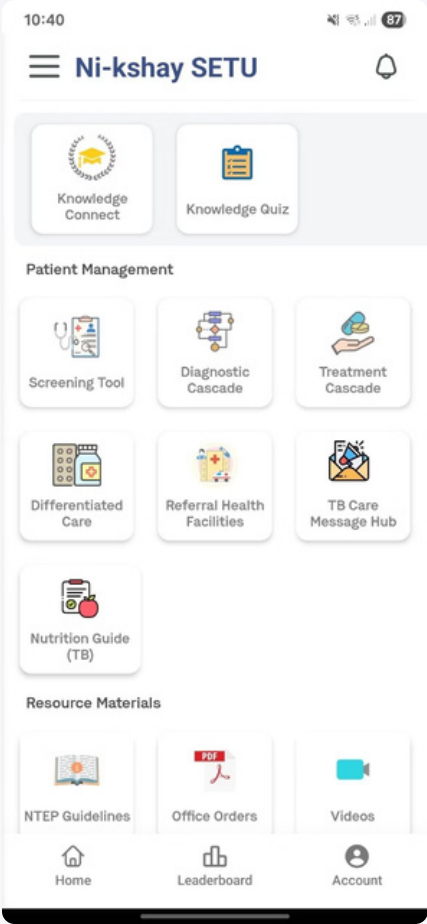 10:40
87
Ni-kshay SETU
Knowledge
Connect
Knowledge Quiz
Patient Management
Screening Tool
Diagnostic
Cascade
Treatment
Cascade
Differentiated
Care
Referral Health
Facilities
TB Care
Message Hub
Nutrition Guide
(TB)
Resource Materials
PDF
NTEP Guidelines
Office Orders
Videos
Home
Leaderboard
Account